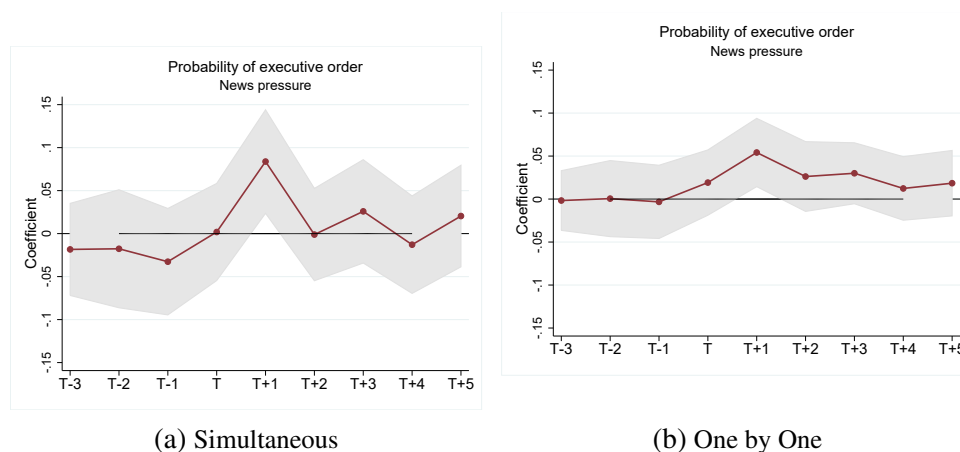 Probability of executive order
News pressure
Coefficient
.15
.1
.05
0
-.05
-.1
-.15
T-3 T-2 T-1 T T+1 T+2 T+3 T+4 T+5
(a) Simultaneous
Probability of executive order
News pressure
Coefficient
.15
.1
.05
0
-.05
-.1
-.15
T-3 T-2 T-1 T T+1 T+2 T+3 T+4 T+5
(b) One by One